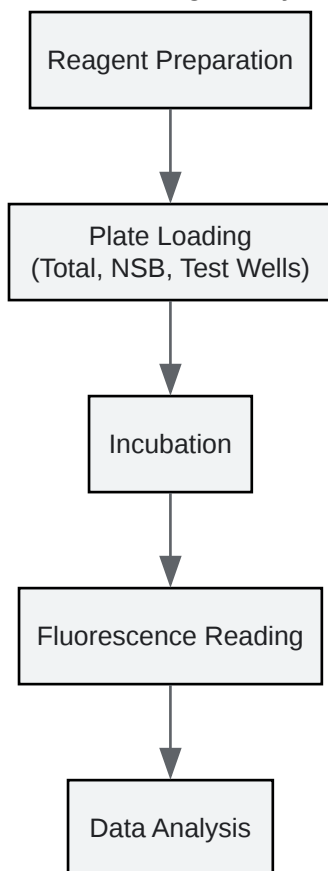 Reagent Preparation
Plate Loading
(Total, NSB, Test Wells)
Incubation
Fluorescence Reading
Data Analysis